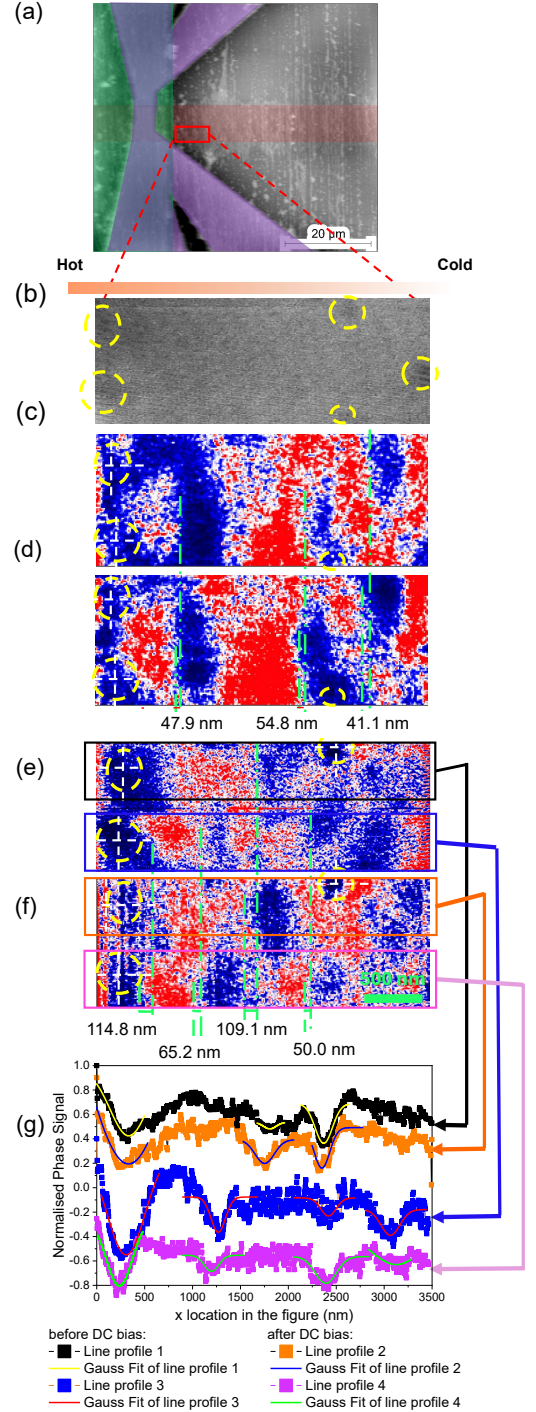 (a)
20 µm
Hot
Cold
(b)
(c)
(d)
47.9 nm
54.8 nm
41.1 nm
(e)
(f)
500 nm
114.8 nm
109.1 nm
65.2 nm
50.0 nm
(g)
Normalised Phase Signal
1.0
0.8
0.6
0.4
0.2
0.0
-0.2
-0.4
-0.6
-0.8
0
500
1000
1500
2000
2500
3000
3500
x location in the figure (nm)
before DC bias:
after DC bias:
Line profile 1
Line profile 2
Gauss Fit of line profile 1
Gauss Fit of line profile 2
Line profile 3
Line profile 4
Gauss Fit of line profile 3
Gauss Fit of line profile 4